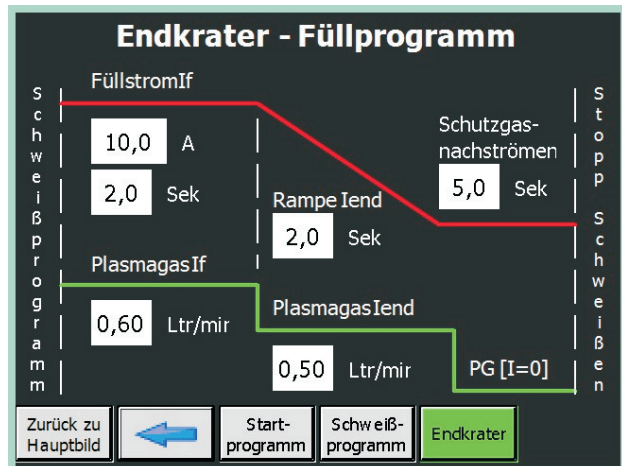 Endkrater - Füllprogramm
Schweißprogramm
FüllstromIf
10,0 A
2,0 Sek
Rampe Iend
2,0 Sek
Schutzgas-
nachströmen
5,0 Sek
Stopp Schweißen
PlasmagasIf
0,60 Ltr/mir
PlasmagasIend
0,50 Ltr/mir
PG [I=0]
Zurück zu
Hauptbild
Start-
programm
Schweiß-
programm
Endkrater